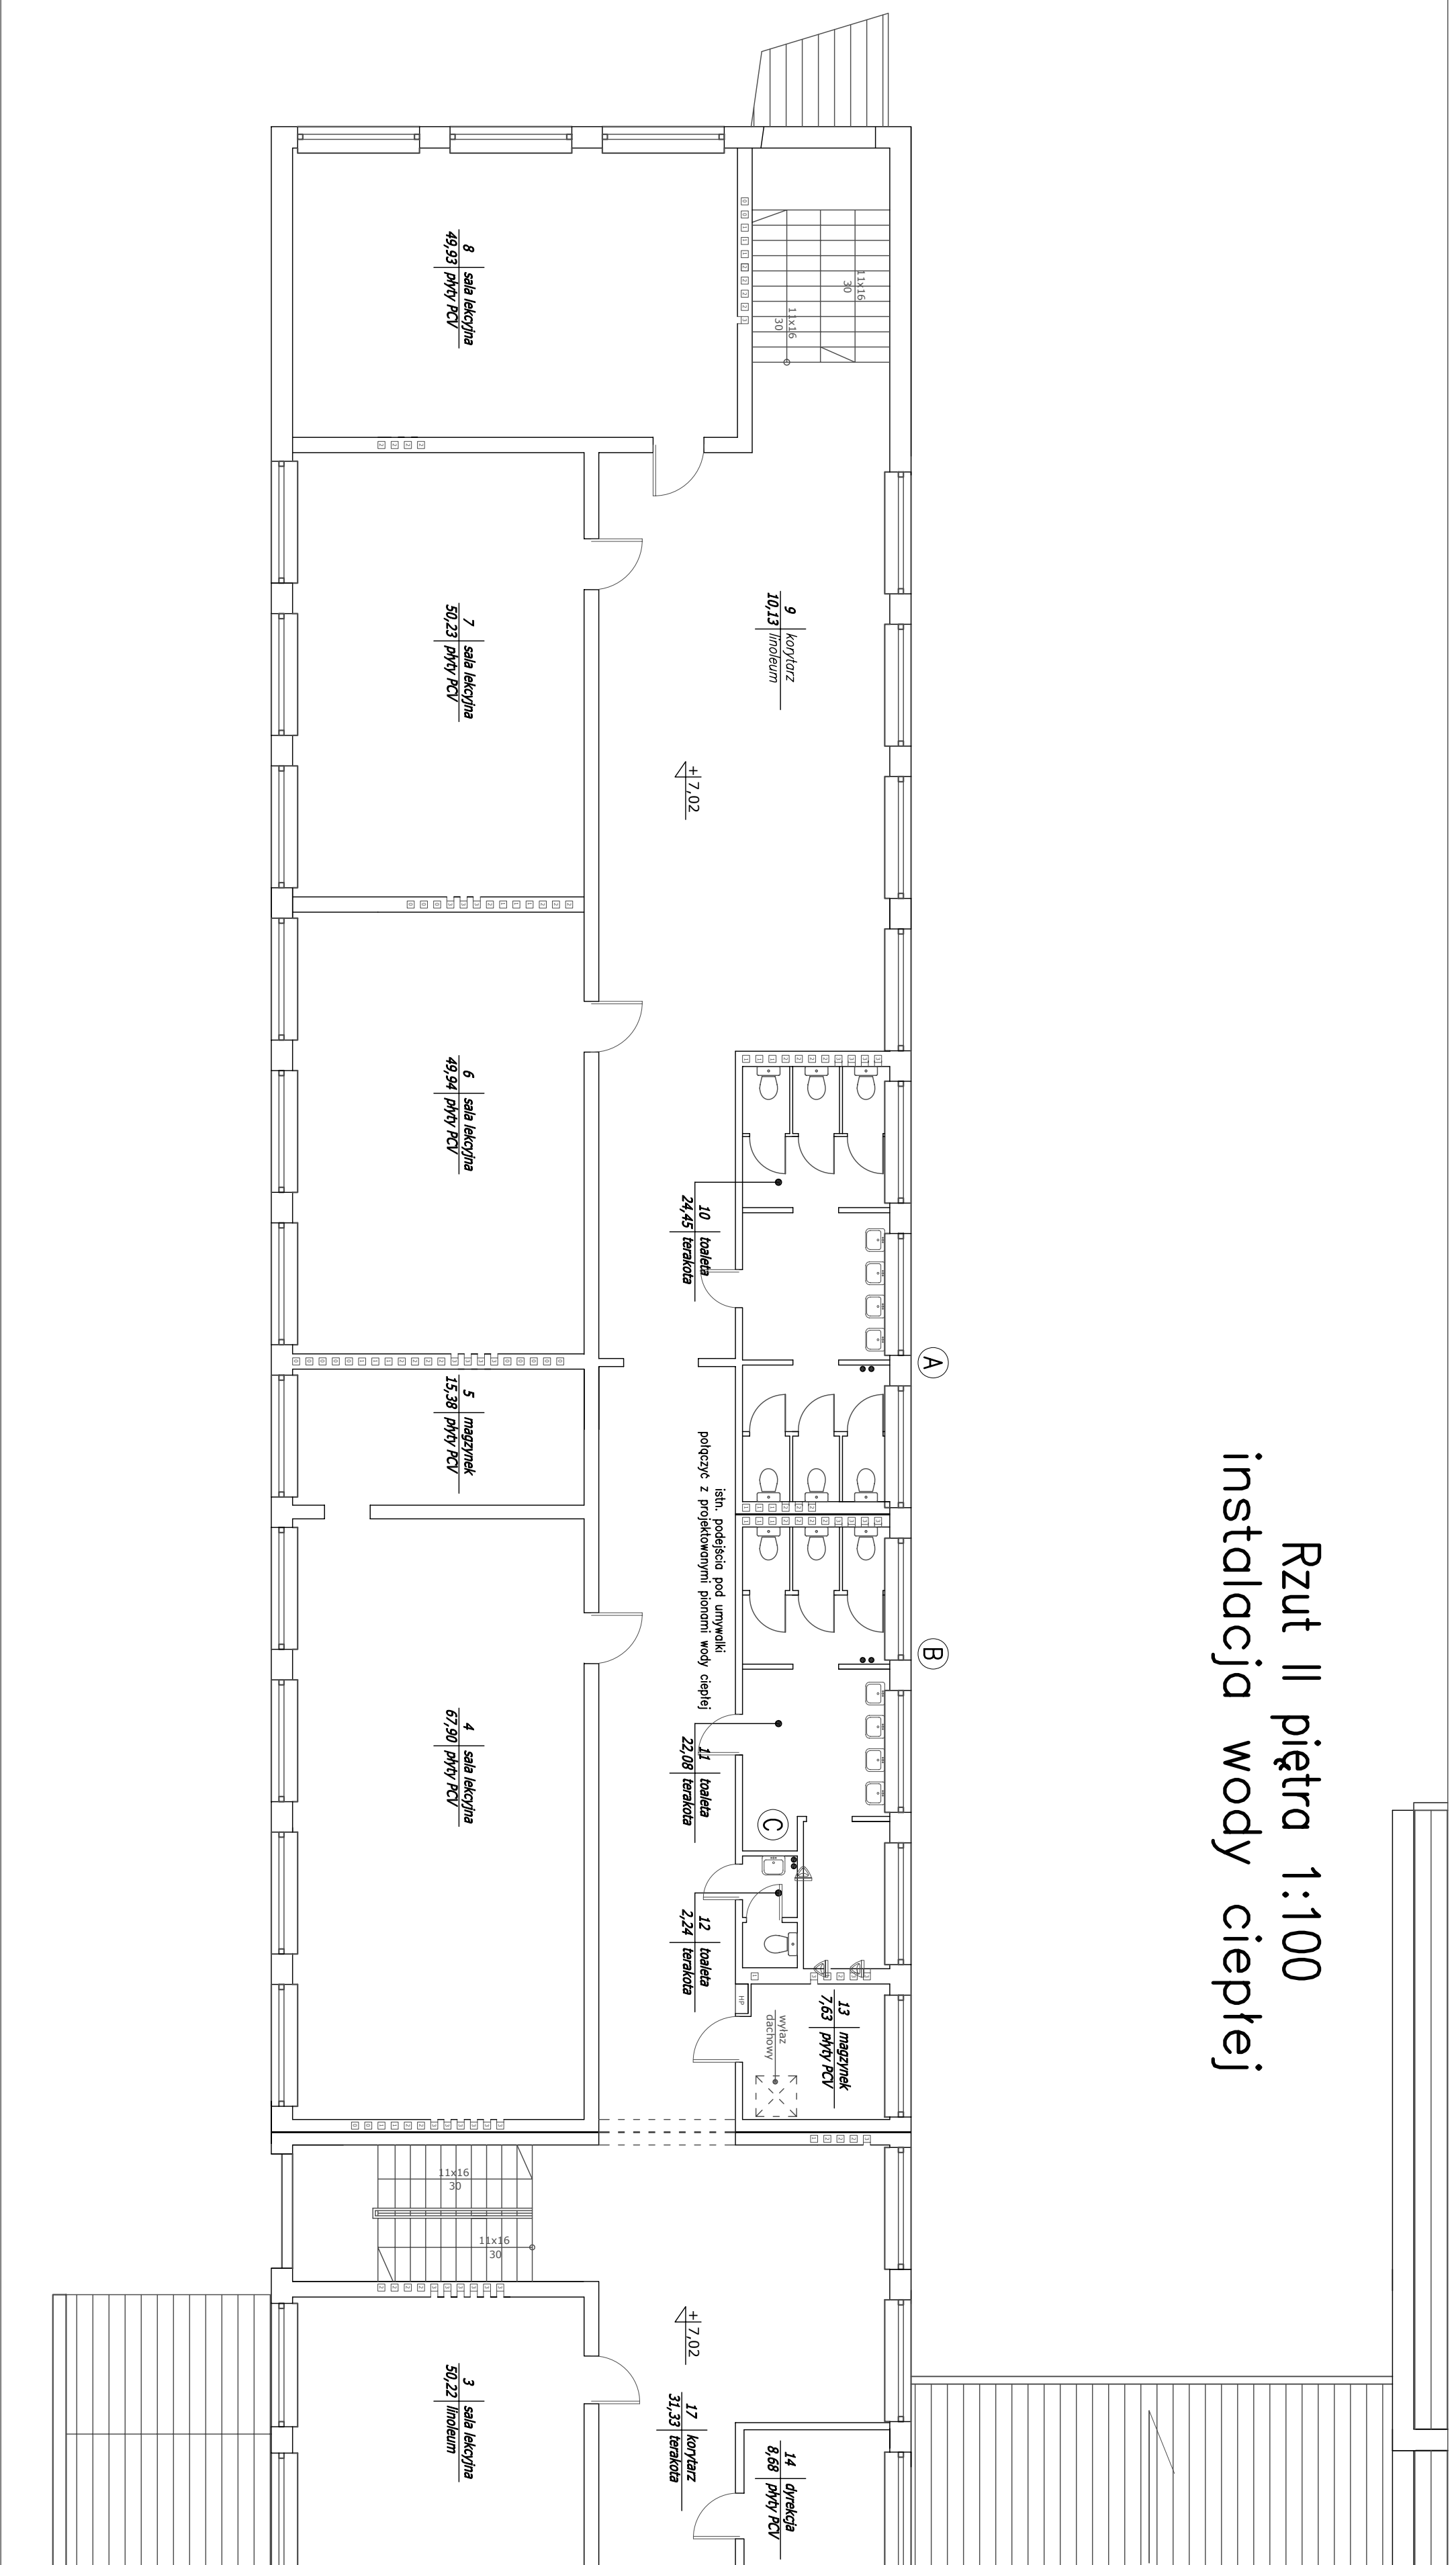 Rzut II piętra 1:100
instalacja wody ciepłej
A
B
C
11x16
30
11x16
30
8 sala lekcyjna
49,93 płyty PCV
9 korytarz
10,13 linoleum
7 sala lekcyjna
50,23 płyty PCV
+7,02
6 sala lekcyjna
49,94 płyty PCV
10 toaleta
24,45 terakota
5 magzynek
15,38 płyty PCV
istn. podejścia pod umywalki
połączyć z projektowanymi pionami wody ciepłej
4 sala lekcyjna
67,90 płyty PCV
11 toaleta
22,08 terakota
12 toaleta
2,24 terakota
HP
wyłaz
dachowy
13 magzynek
7,63 płyty PCV
11x16
30
11x16
30
+7,02
3 sala lekcyjna
50,22 linoleum
17 korytarz
31,33 terakota
14 dyrekcja
8,68 płyty PCV